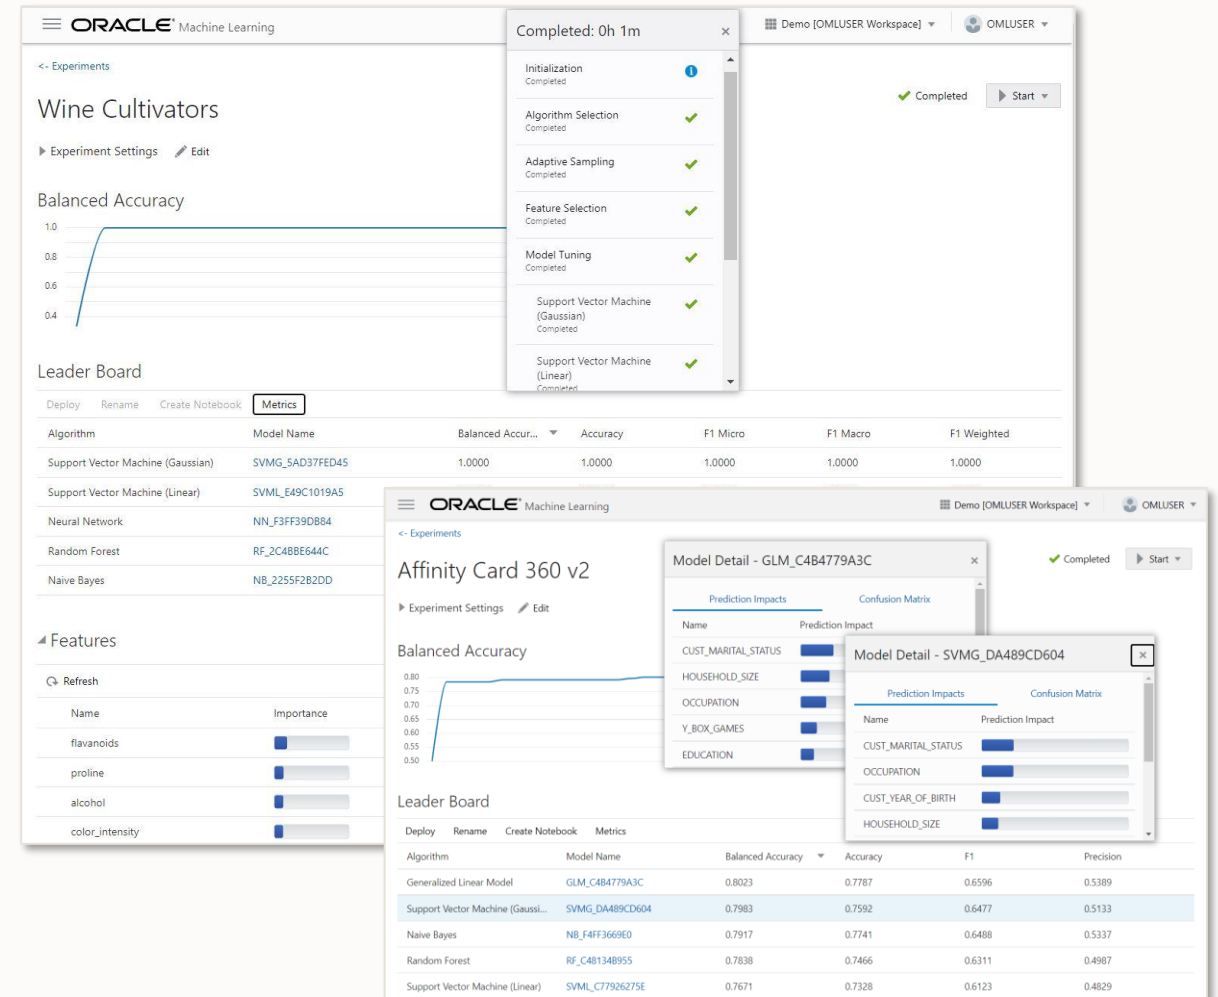 ORACLE Machine Learning
Demo [OMLUSER Workspace]
OMLUSER
<- Experiments
Wine Cultivators
Completed
Start
Experiment Settings
Edit
Balanced Accuracy
1.0
0.8
0.6
0.4
Completed: 0h 1m
Initialization
Completed
Algorithm Selection
Completed
Adaptive Sampling
Completed
Feature Selection
Completed
Model Tuning
Completed
Support Vector Machine
(Gaussian)
Completed
Support Vector Machine
(Linear)
Completed
Leader Board
Deploy Rename Create Notebook Metrics
Algorithm Model Name Balanced Accur... Accuracy F1 Micro F1 Macro F1 Weighted
Support Vector Machine (Gaussian) SVMG_5AD37FED45 1.0000 1.0000 1.0000 1.0000 1.0000
Support Vector Machine (Linear) SVML_E49C1019A5
Neural Network NN_F3FF39DB84
Random Forest RF_2C4BBE644C
Naive Bayes NB_2255F2B2DD
Features
Refresh
Name Importance
flavanoids
proline
alcohol
color_intensity
ORACLE Machine Learning
Demo [OMLUSER Workspace]
OMLUSER
<- Experiments
Affinity Card 360 v2
Completed
Start
Experiment Settings
Edit
Balanced Accuracy
0.80
0.75
0.70
0.65
0.60
0.55
0.50
Model Detail - GLM_C4B4779A3C
Prediction Impacts Confusion Matrix
Name Prediction Impact
CUST_MARITAL_STATUS
HOUSEHOLD_SIZE
OCCUPATION
Y_BOX_GAMES
EDUCATION
Model Detail - SVMG_DA489CD604
Prediction Impacts Confusion Matrix
Name Prediction Impact
CUST_MARITAL_STATUS
OCCUPATION
CUST_YEAR_OF_BIRTH
HOUSEHOLD_SIZE
Leader Board
Deploy Rename Create Notebook Metrics
Algorithm Model Name Balanced Accuracy Accuracy F1 Precision
Generalized Linear Model GLM_C4B4779A3C 0.8023 0.7787 0.6596 0.5389
Support Vector Machine (Gaussi... SVMG_DA489CD604 0.7983 0.7592 0.6477 0.5133
Naive Bayes NB_F4FF3669E0 0.7917 0.7741 0.6488 0.5337
Random Forest RF_C48134B955 0.7838 0.7466 0.6311 0.4987
Support Vector Machine (Linear) SVML_C77926275E 0.7671 0.7328 0.6123 0.4829